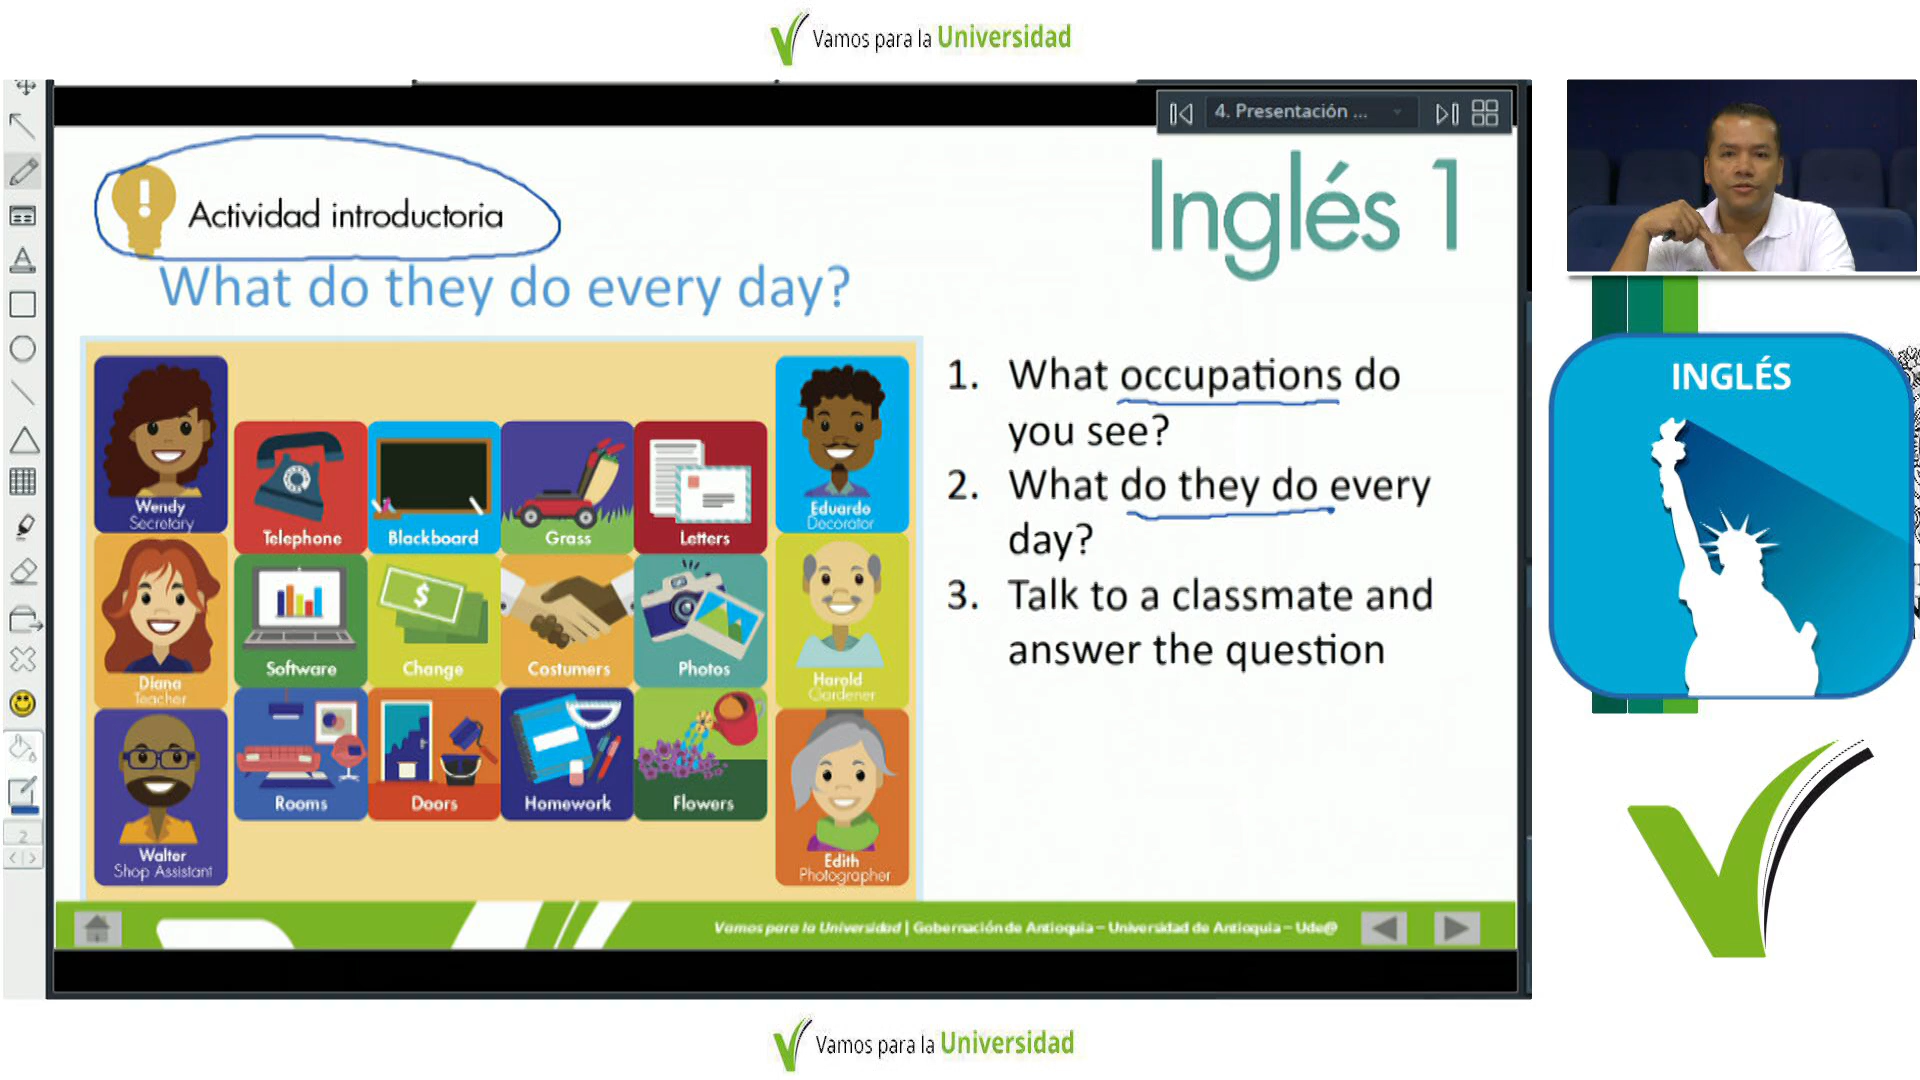 Vamos para la Universidad
4. Presentación ...
Actividad introductoria
Inglés 1
What do they do every day?
Wendy
Secretary
Diana
Teacher
Walter
Shop Assistant
Telephone
Blackboard
Grass
Letters
Software
Change
Costumers
Photos
Rooms
Doors
Homework
Flowers
Eduardo
Decorator
Harold
Gardener
Edith
Photographer
1. What occupations do
you see?
2. What do they do every
day?
3. Talk to a classmate and
answer the question
Vamos para la Universidad | Gobernación de Antioquia – Universidad de Antioquia – Ude@
2
INGLÉS
Vamos para la Universidad